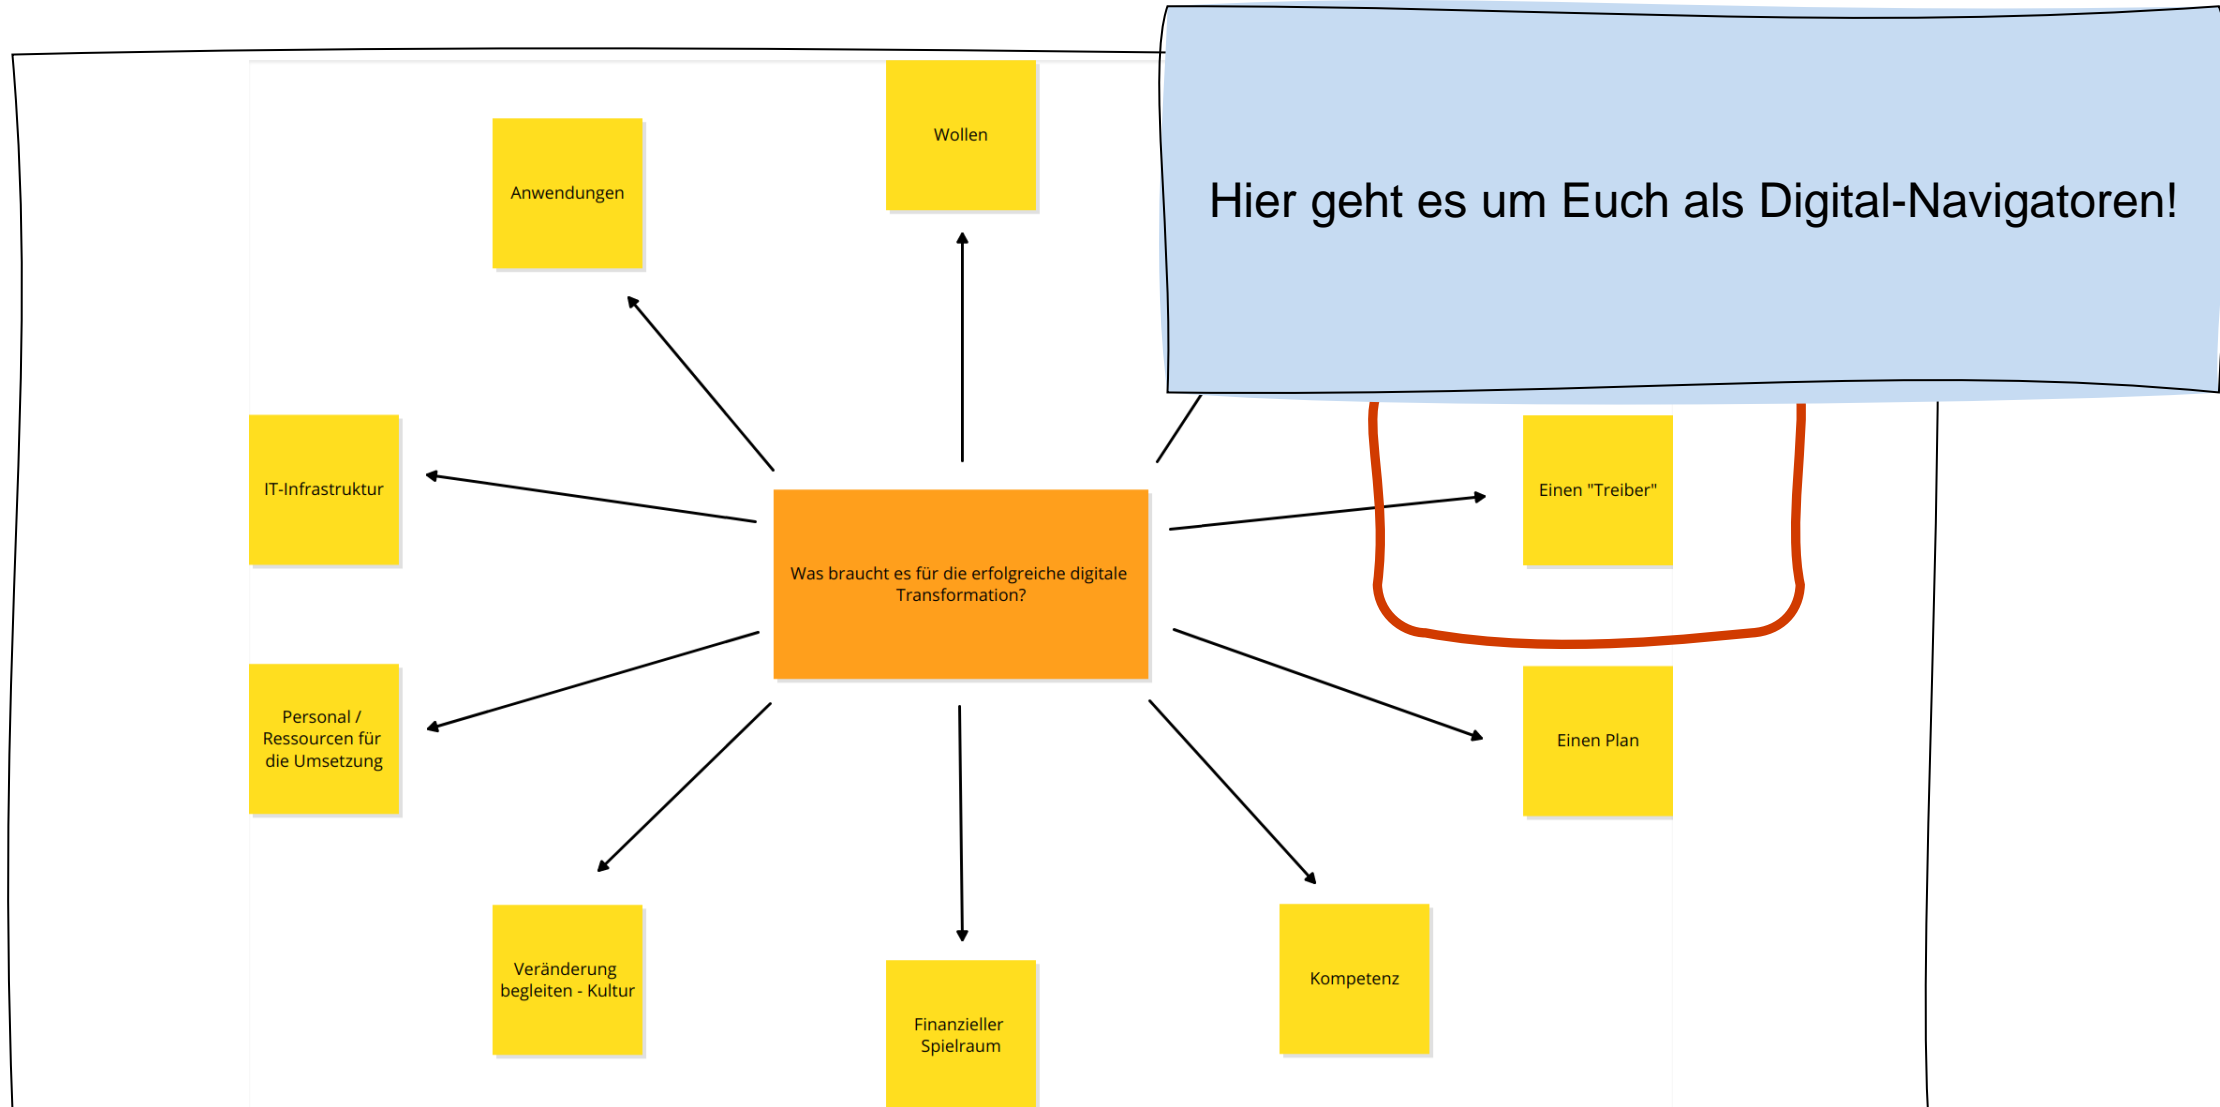 Hier geht es um Euch als Digital-Navigatoren!
Wollen
Anwendungen
IT-Infrastruktur
Einen "Treiber"
Was braucht es für die erfolgreiche digitale
Transformation?
Personal /
Ressourcen für
die Umsetzung
Einen Plan
Veränderung
begleiten - Kultur
Kompetenz
Finanzieller
Spielraum